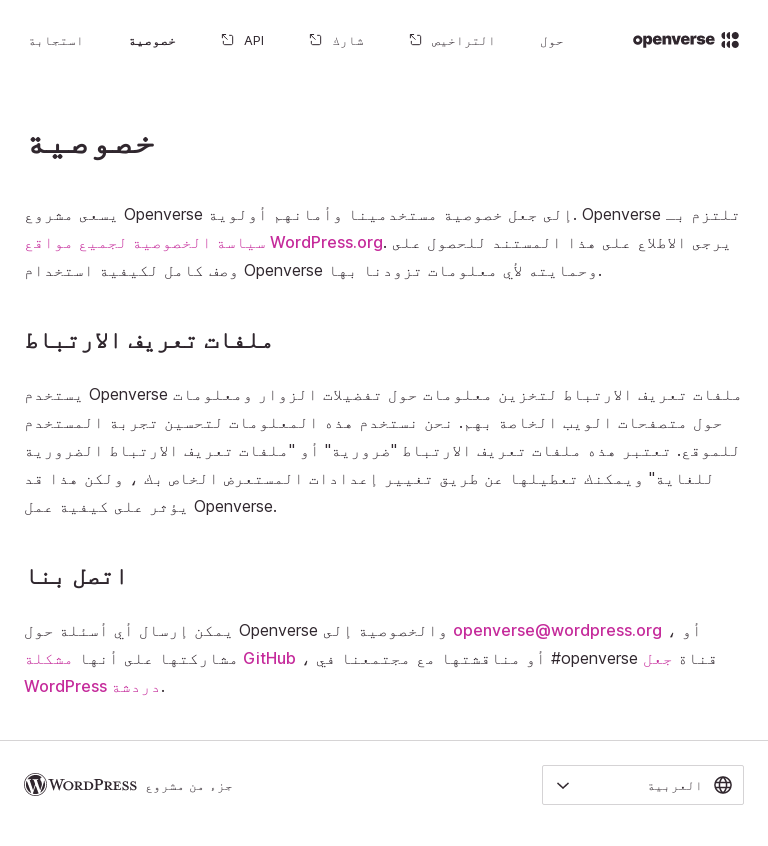 openverse
حول
التراخيص
شارك
API
خصوصية
استجابة
خصوصية
يسعى مشروع Openverse إلى جعل خصوصية مستخدمينا وأمانهم أولوية. Openverse تلتزم بـ
سياسة الخصوصية لجميع مواقع WordPress.org. يرجى الاطلاع على هذا المستند للحصول على
وصف كامل لكيفية استخدام Openverse وحمايته لأي معلومات تزودنا بها.
ملفات تعريف الارتباط
يستخدم Openverse ملفات تعريف الارتباط لتخزين معلومات حول تفضيلات الزوار ومعلومات
حول متصفحات الويب الخاصة بهم. نحن نستخدم هذه المعلومات لتحسين تجربة المستخدم
للموقع. تعتبر هذه ملفات تعريف الارتباط "ضرورية" أو "ملفات تعريف الارتباط الضرورية
للغاية" ويمكنك تعطيلها عن طريق تغيير إعدادات المستعرض الخاص بك ، ولكن هذا قد
يؤثر على كيفية عمل Openverse.
اتصل بنا
يمكن إرسال أي أسئلة حول Openverse والخصوصية إلى openverse@wordpress.org ، أو
مشاركتها على أنها مشكلة GitHub ، أو مناقشتها مع مجتمعنا في #openverse قناة جعل
WordPress دردشة.
العربية
جزء من مشروع WORDPRESS